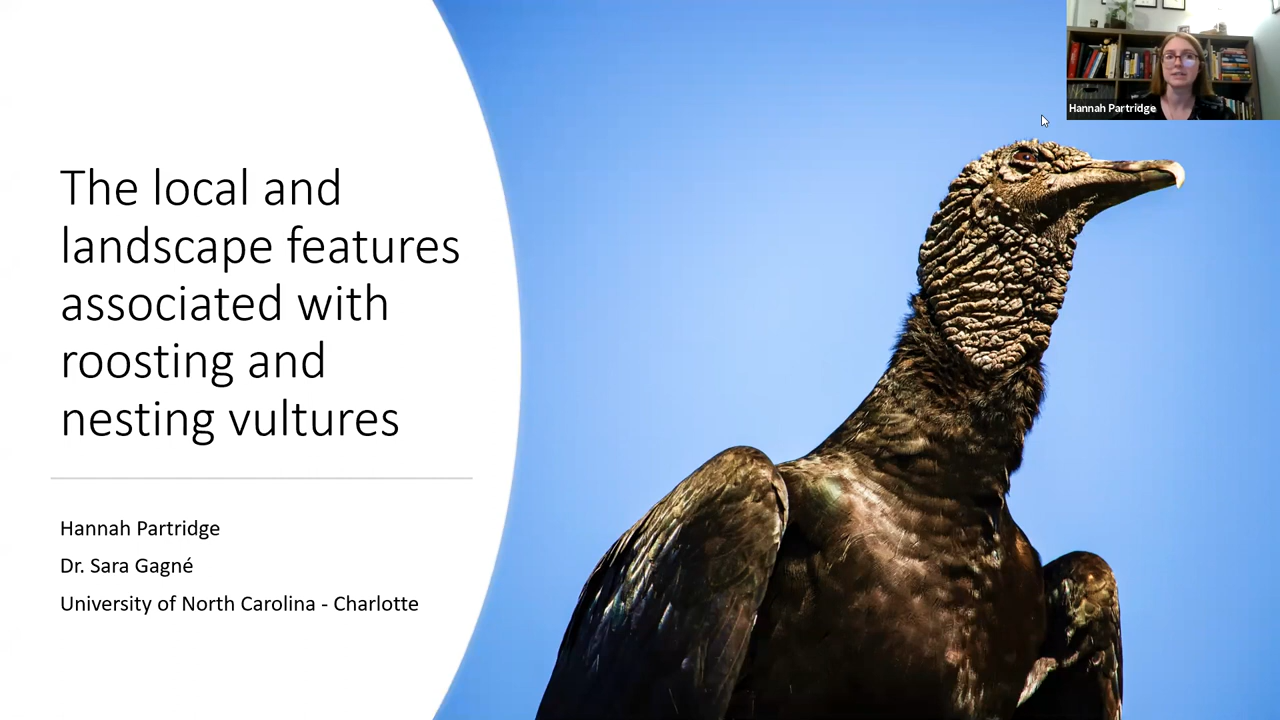 Hannah Partridge
The local and
landscape features
associated with
roosting and
nesting vultures
Hannah Partridge
Dr. Sara Gagné
University of North Carolina - Charlotte